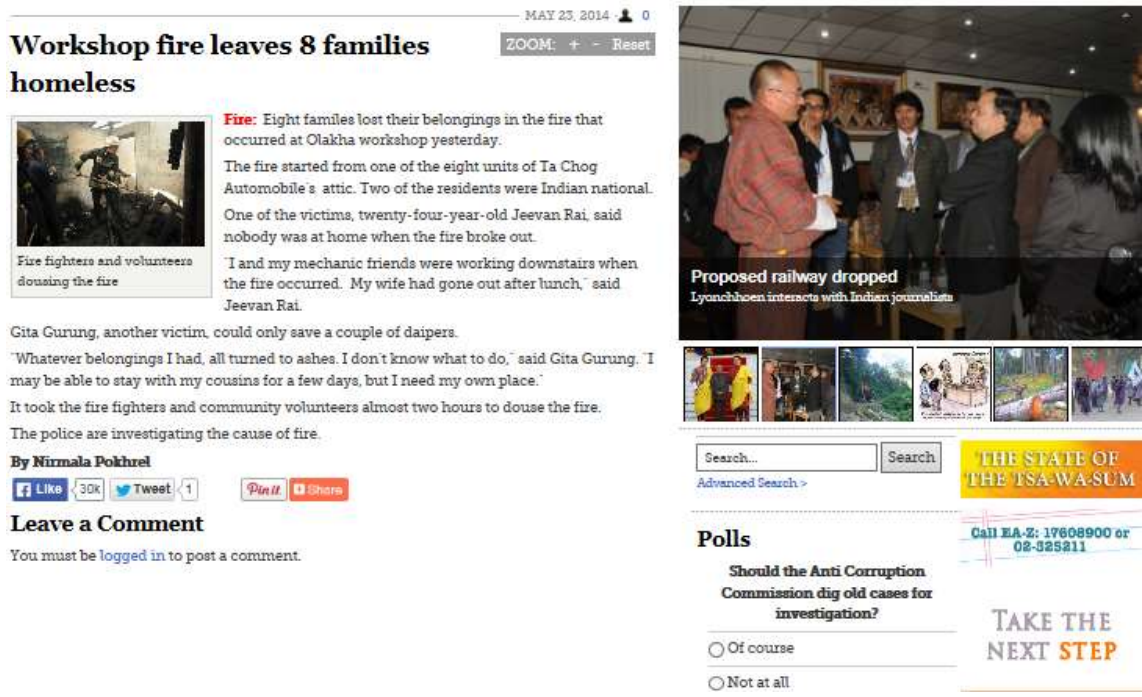 MAY 23, 2014 · 0
Workshop fire leaves 8 families
homeless
ZOOM: + - Reset
Fire: Eight familes lost their belongings in the fire that
occurred at Olakha workshop yesterday.
The fire started from one of the eight units of Ta Chog
Automobile's attic. Two of the residents were Indian national.
One of the victims, twenty-four-year-old Jeevan Rai, said
nobody was at home when the fire broke out.
"I and my mechanic friends were working downstairs when
the fire occurred. My wife had gone out after lunch," said
Jeevan Rai.
Fire fighters and volunteers
dousing the fire
Gita Gurung, another victim, could only save a couple of daipers.
"Whatever belongings I had, all turned to ashes. I don't know what to do," said Gita Gurung. "I
may be able to stay with my cousins for a few days, but I need my own place."
It took the fire fighters and community volunteers almost two hours to douse the fire.
The police are investigating the cause of fire.
By Nirmala Pokhrel
Like 30k Tweet 1 Pin it Share
Leave a Comment
You must be logged in to post a comment.
Proposed railway dropped
Lyonchhoen interacts with Indian journalists
Search... Search
Advanced Search >
Polls
Should the Anti Corruption
Commission dig old cases for
investigation?
Of course
Not at all
THE STATE OF
THE TSA-WA-SUM
Call EA-Z: 17608900 or
02-325211
TAKE THE
NEXT STEP